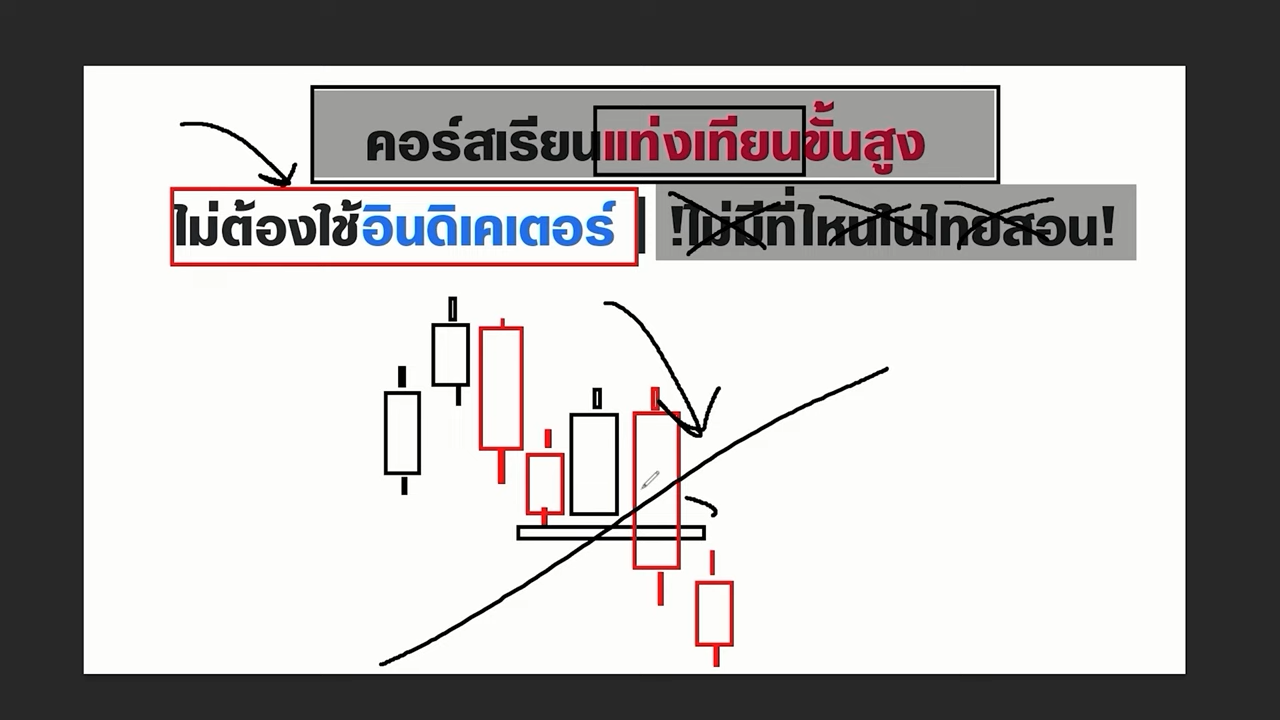 คอร์สเรียนแท่งเทียนขั้นสูง
ไม่ต้องใช้อินดิเคเตอร์ | !ไม่มีที่ไหนในไทยสอน!